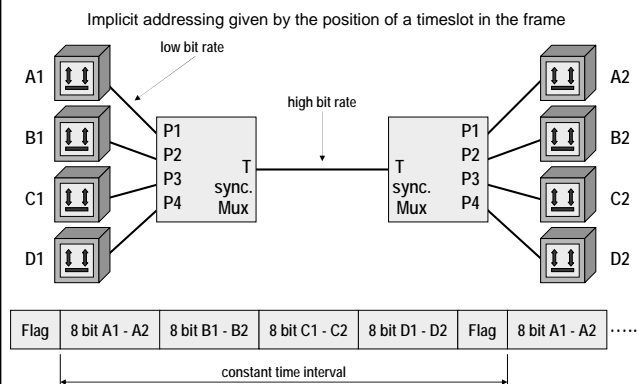 Implicit addressing given by the position of a timeslot in the frame
low bit rate
high bit rate
A1
B1
C1
D1
P1
P2
P3
P4
T
sync.
Mux
T
sync.
Mux
P1
P2
P3
P4
A2
B2
C2
D2
Flag 8 bit A1 - A2 8 bit B1 - B2 8 bit C1 - C2 8 bit D1 - D2 Flag 8 bit A1 - A2 .....
constant time interval